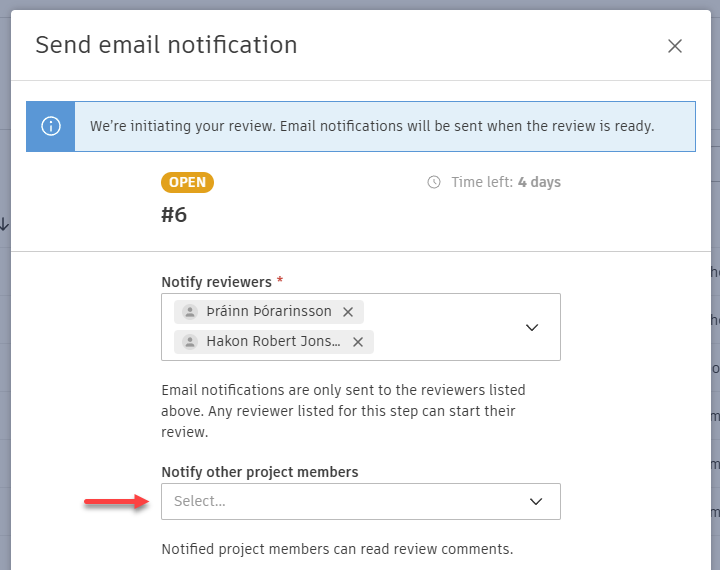 Send email notification
We're initiating your review. Email notifications will be sent when the review is ready.
OPEN
Time left: 4 days
#6
Notify reviewers *
Þráinn Þórarinsson
Hakon Robert Jons...
Email notifications are only sent to the reviewers listed
above. Any reviewer listed for this step can start their
review.
Notify other project members
Select...
Notified project members can read review comments.